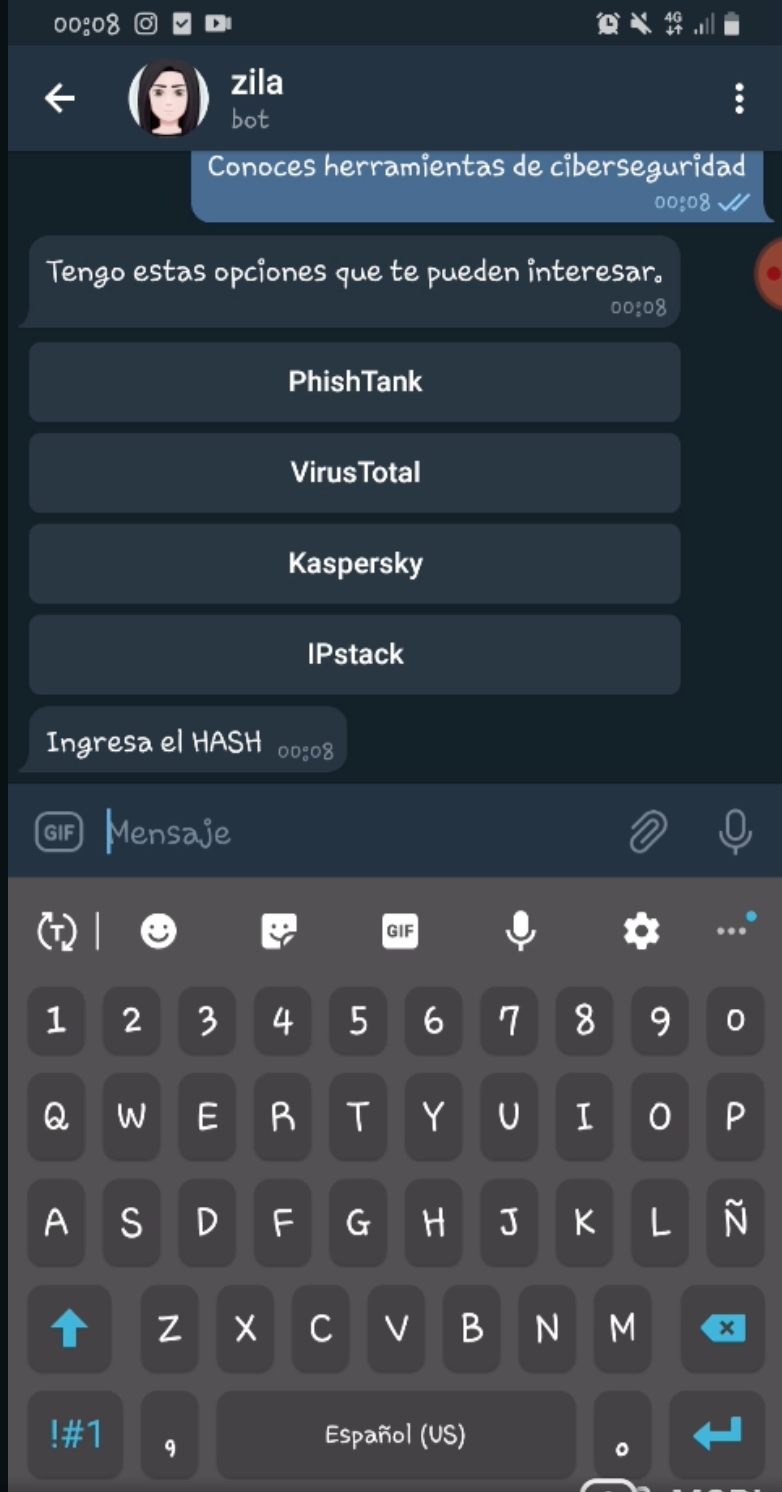 00:08
4G
zila
bot
Conoces herramientas de ciberseguridad
00:08
Tengo estas opciones que te pueden interesar.
00:08
PhishTank
VirusTotal
Kaspersky
IPstack
Ingresa el HASH 00:08
GIF Mensaje
T GIF
1 2 3 4 5 6 7 8 9 0
Q W E R T Y U I O P
A S D F G H J K L Ñ
Z X C V B N M
!#1 , Español (US) .